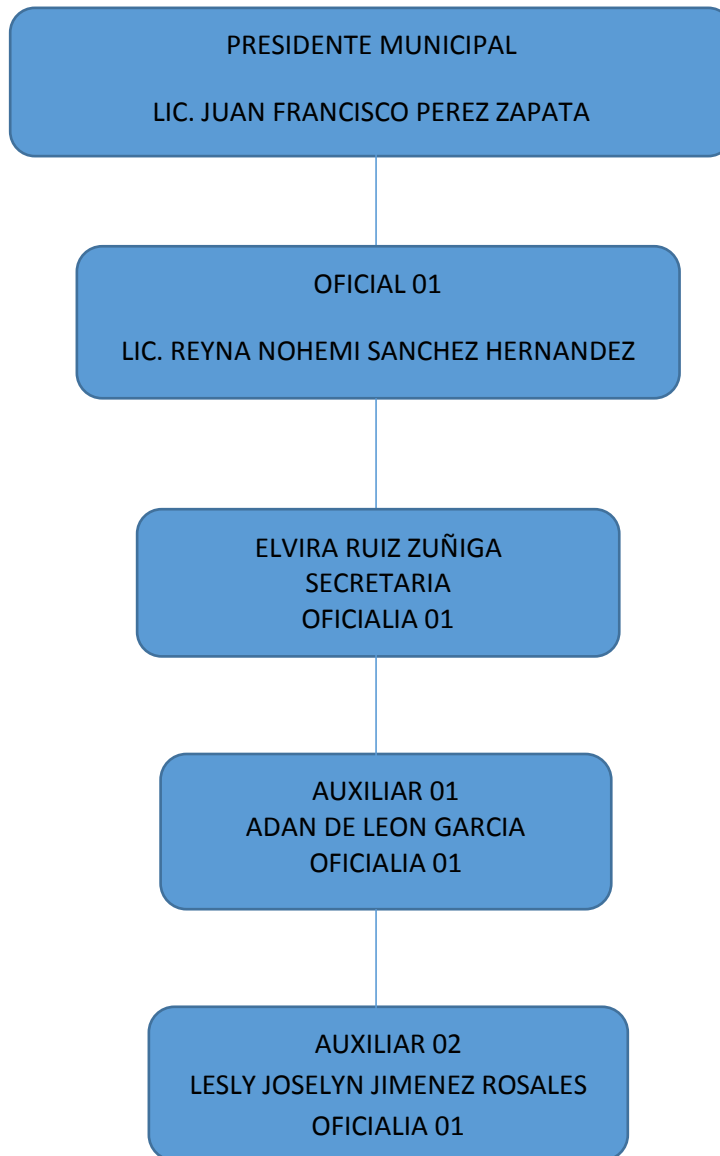 PRESIDENTE MUNICIPAL
LIC. JUAN FRANCISCO PEREZ ZAPATA
OFICIAL 01
LIC. REYNA NOHEMI SANCHEZ HERNANDEZ
ELVIRA RUIZ ZUÑIGA
SECRETARIA
OFICIALIA 01
AUXILIAR 01
ADAN DE LEON GARCIA
OFICIALIA 01
AUXILIAR 02
LESLY JOSELYN JIMENEZ ROSALES
OFICIALIA 01